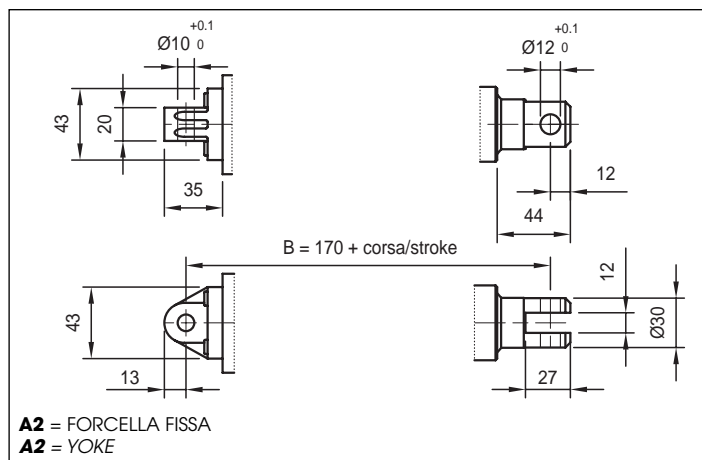 +0.1
Ø10 0
+0.1
Ø12 0
43
20
35
12
44
B = 170 + corsa/stroke
43
13
12
Ø30
27
A2 = FORCELLA FISSA
A2 = YOKE